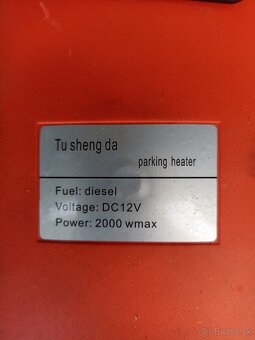 Tu sheng da
parking heater
Fuel: diesel
Voltage: DC12V
Power: 2000 wmax